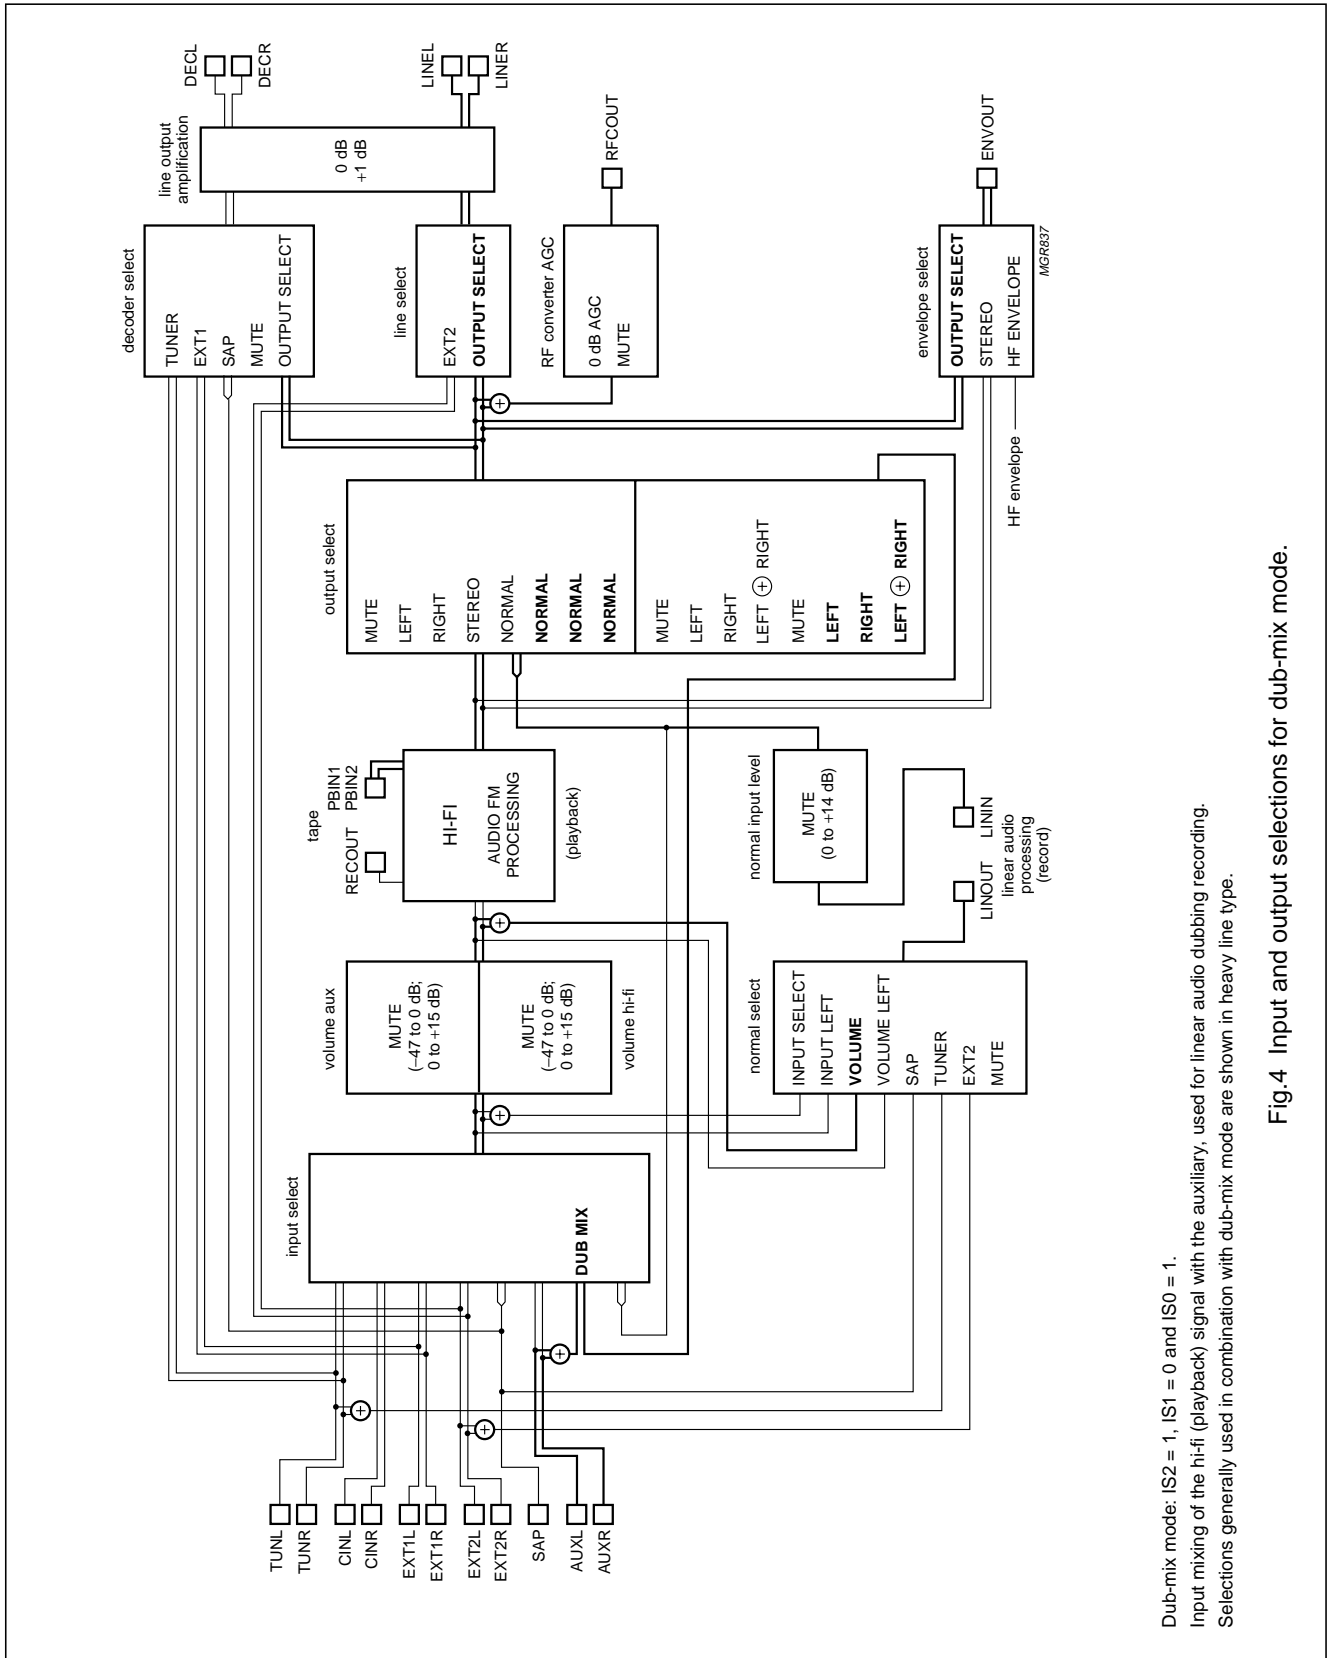 TUNL
TUNR
CINL
CINR
EXT1L
EXT1R
EXT2L
EXT2R
SAP
AUXL
AUXR
input select
DUB MIX
volume aux
MUTE
(−47 to 0 dB;
0 to +15 dB)
MUTE
(−47 to 0 dB;
0 to +15 dB)
volume hi-fi
normal select
INPUT SELECT
INPUT LEFT
VOLUME
VOLUME LEFT
SAP
TUNER
EXT2
MUTE
tape
RECOUT
PBIN1
PBIN2
HI-FI
AUDIO FM
PROCESSING
(playback)
normal input level
MUTE
(0 to +14 dB)
LINOUT
LININ
linear audio
processing
(record)
output select
MUTE
LEFT
RIGHT
STEREO
NORMAL
NORMAL
NORMAL
NORMAL
MUTE
LEFT
RIGHT
LEFT + RIGHT
MUTE
LEFT
RIGHT
LEFT + RIGHT
decoder select
TUNER
EXT1
SAP
MUTE
OUTPUT SELECT
line select
EXT2
OUTPUT SELECT
RF converter AGC
0 dB AGC
MUTE
envelope select
OUTPUT SELECT
STEREO
HF ENVELOPE
HF envelope
line output
amplification
0 dB
+1 dB
DECL
DECR
LINEL
LINER
RFCOUT
ENVOUT
MGR837
+
+
+
+
+
+
Dub-mix mode: IS2 = 1, IS1 = 0 and IS0 = 1.
Input mixing of the hi-fi (playback) signal with the auxiliary, used for linear audio dubbing recording.
Selections generally used in combination with dub-mix mode are shown in heavy line type.
Fig.4 Input and output selections for dub-mix mode.